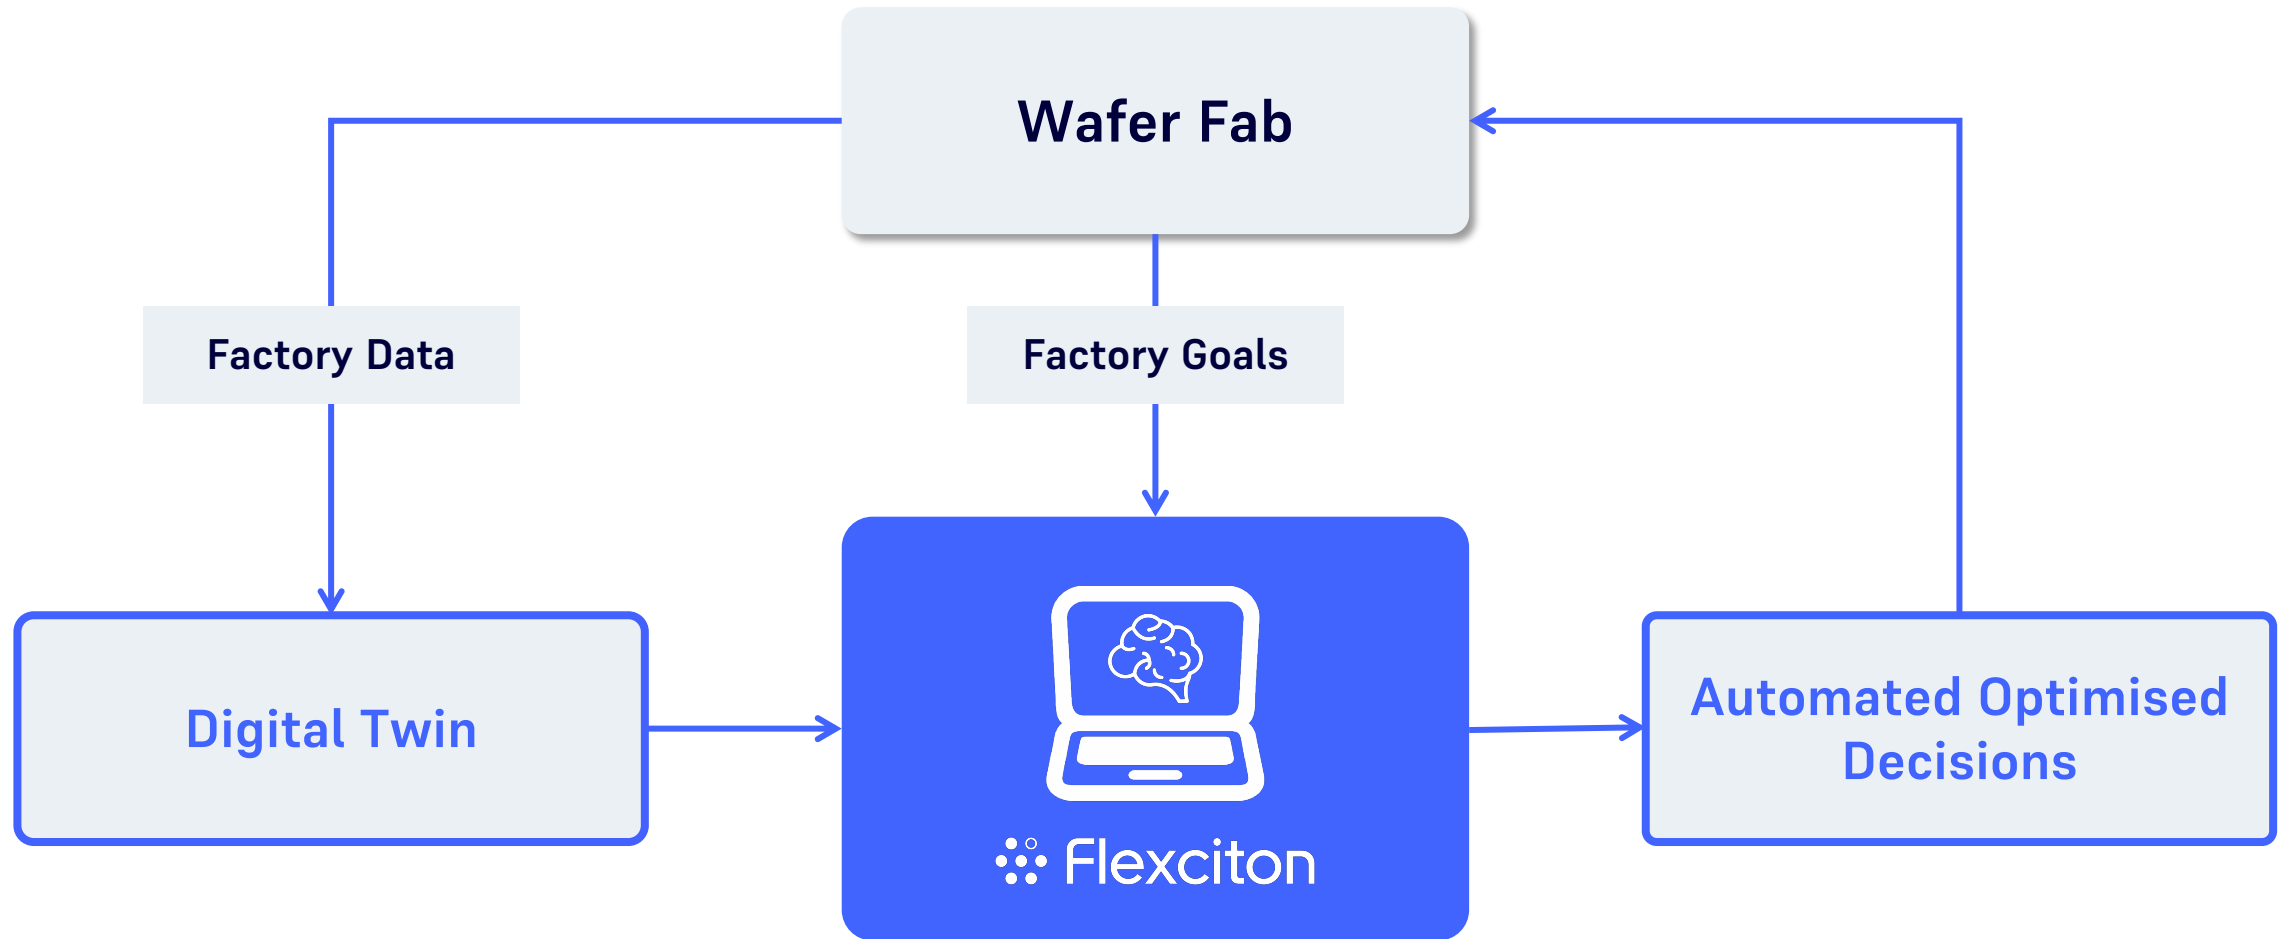 Wafer Fab
Factory Data
Factory Goals
Digital Twin
Flexciton
Automated Optimised
Decisions